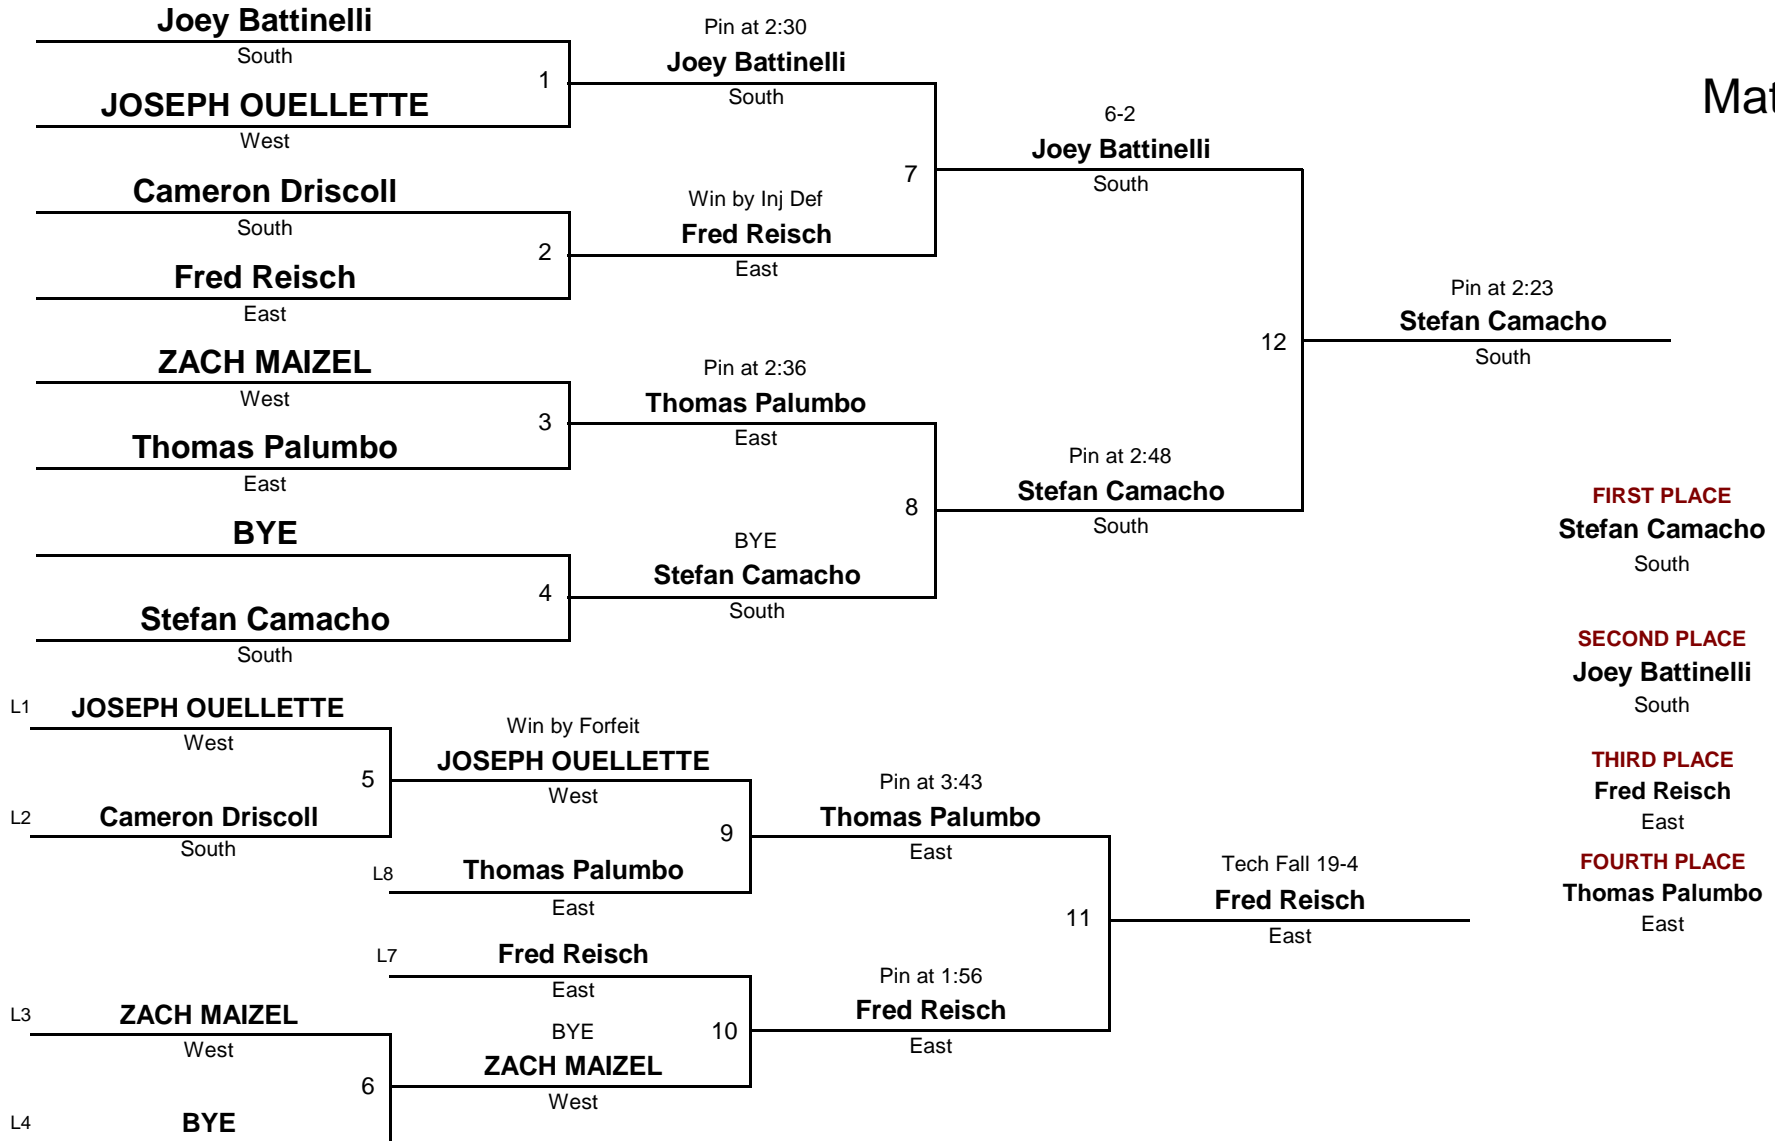 Joey Battinelli
South
1
JOSEPH OUELLETTE
West
Pin at 2:30
Joey Battinelli
South
Cameron Driscoll
South
2
Fred Reisch
East
Win by Inj Def
Fred Reisch
East
7
6-2
Joey Battinelli
South
Mat
ZACH MAIZEL
West
3
Thomas Palumbo
East
Pin at 2:36
Thomas Palumbo
East
BYE
4
Stefan Camacho
South
BYE
Stefan Camacho
South
8
Pin at 2:48
Stefan Camacho
South
12
Pin at 2:23
Stefan Camacho
South
FIRST PLACE
Stefan Camacho
South
SECOND PLACE
Joey Battinelli
South
THIRD PLACE
Fred Reisch
East
FOURTH PLACE
Thomas Palumbo
East
L1
JOSEPH OUELLETTE
West
5
L2
Cameron Driscoll
South
Win by Forfeit
JOSEPH OUELLETTE
West
9
L8
Thomas Palumbo
East
Pin at 3:43
Thomas Palumbo
East
L7
Fred Reisch
East
L3
ZACH MAIZEL
West
6
L4
BYE
BYE
ZACH MAIZEL
West
10
Pin at 1:56
Fred Reisch
East
11
Tech Fall 19-4
Fred Reisch
East